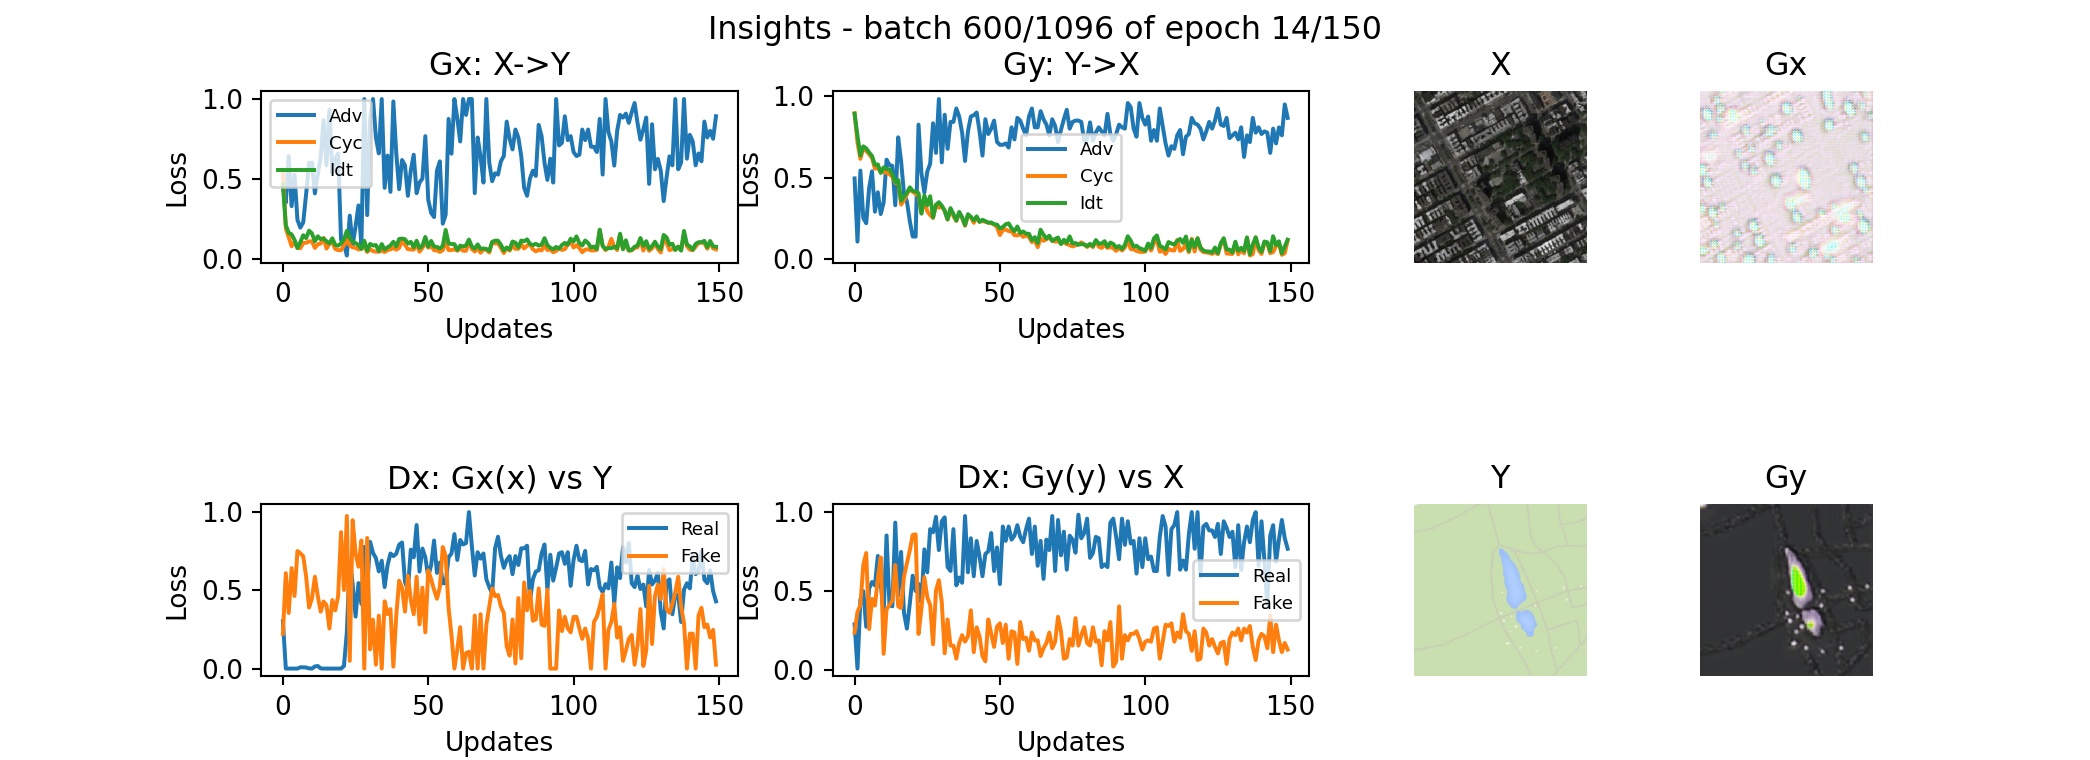 Insights - batch 600/1096 of epoch 14/150
Gx: X->Y
Gy: Y->X
X
Gx
Loss
1.0
0.5
0.0
Adv
Cyc
Idt
0
50
100
150
Updates
Loss
1.0
0.5
0.0
Adv
Cyc
Idt
0
50
100
150
Updates
Dx: Gx(x) vs Y
Dx: Gy(y) vs X
Y
Gy
Loss
1.0
0.5
0.0
Real
Fake
0
50
100
150
Updates
Loss
1.0
0.5
0.0
Real
Fake
0
50
100
150
Updates